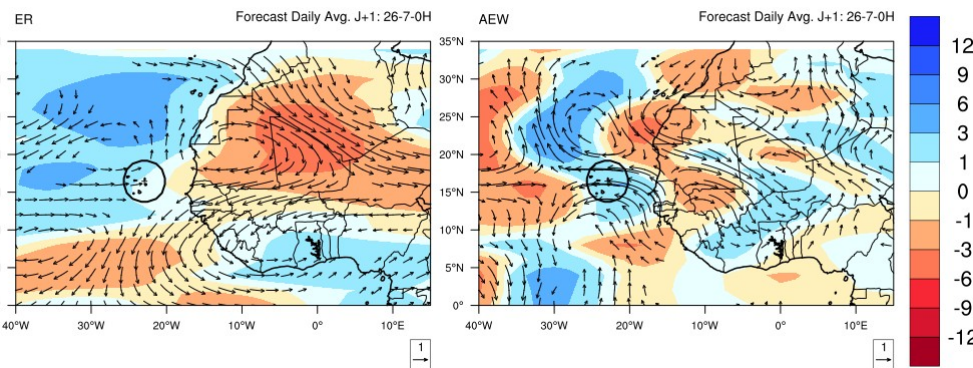 ER Forecast Daily Avg. J+1: 26-7-0H
AEW Forecast Daily Avg. J+1: 26-7-0H
35°N
30°N
25°N
20°N
15°N
10°N
5°N
0°
40°W 30°W 20°W 10°W 0° 10°E
40°W 30°W 20°W 10°W 0° 10°E
1
1
12
9
6
3
1
0
-1
-3
-6
-9
-12